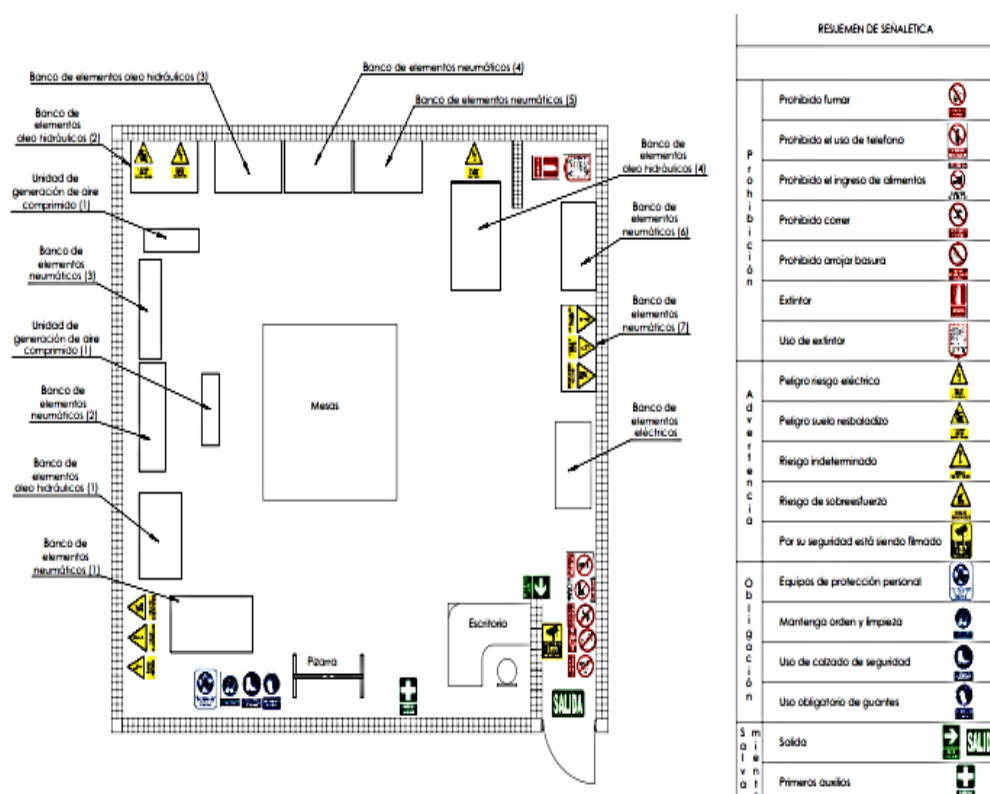 Banco de elementos oleo hidráulicos (3)
Banco de elementos neumáticos (4)
Banco de elementos neumáticos (5)
Banco de
elementos
oleo hidráulicos (2)
Banco de
elementos
oleo hidráulicos (4)
Unidad de
generación de aire
comprimido (1)
Banco de
elementos
neumáticos (6)
Banco de
elementos
neumáticos (3)
Banco de
elementos
neumáticos (7)
Unidad de
generación de aire
comprimido (1)
Banco de
elementos
neumáticos (2)
Mesas
Banco de
elementos
eléctricos
Banco de
elementos
oleo hidráulicos (1)
Banco de
elementos
neumáticos (1)
Escritorio
Pizarra
SALIDA
RESUEMEN DE SEÑALETICA
Prohibición
Prohibido fumar
Prohibido el uso de telefono
Prohibido el ingreso de alimentos
Prohibido correr
Prohibido arrojar basura
Extintor
Uso de extintor
Advertencia
Peligro riesgo eléctrico
Peligro suelo resbaladizo
Riesgo indeterminado
Riesgo de sobreesfuerzo
Por su seguridad está siendo filmado
Obligación
Equipos de protección personal
Mantenga orden y limpieza
Uso de calzado de seguridad
Uso obligatorio de guantes
Salva
mient
Salida
SALID
Primeros auxilios